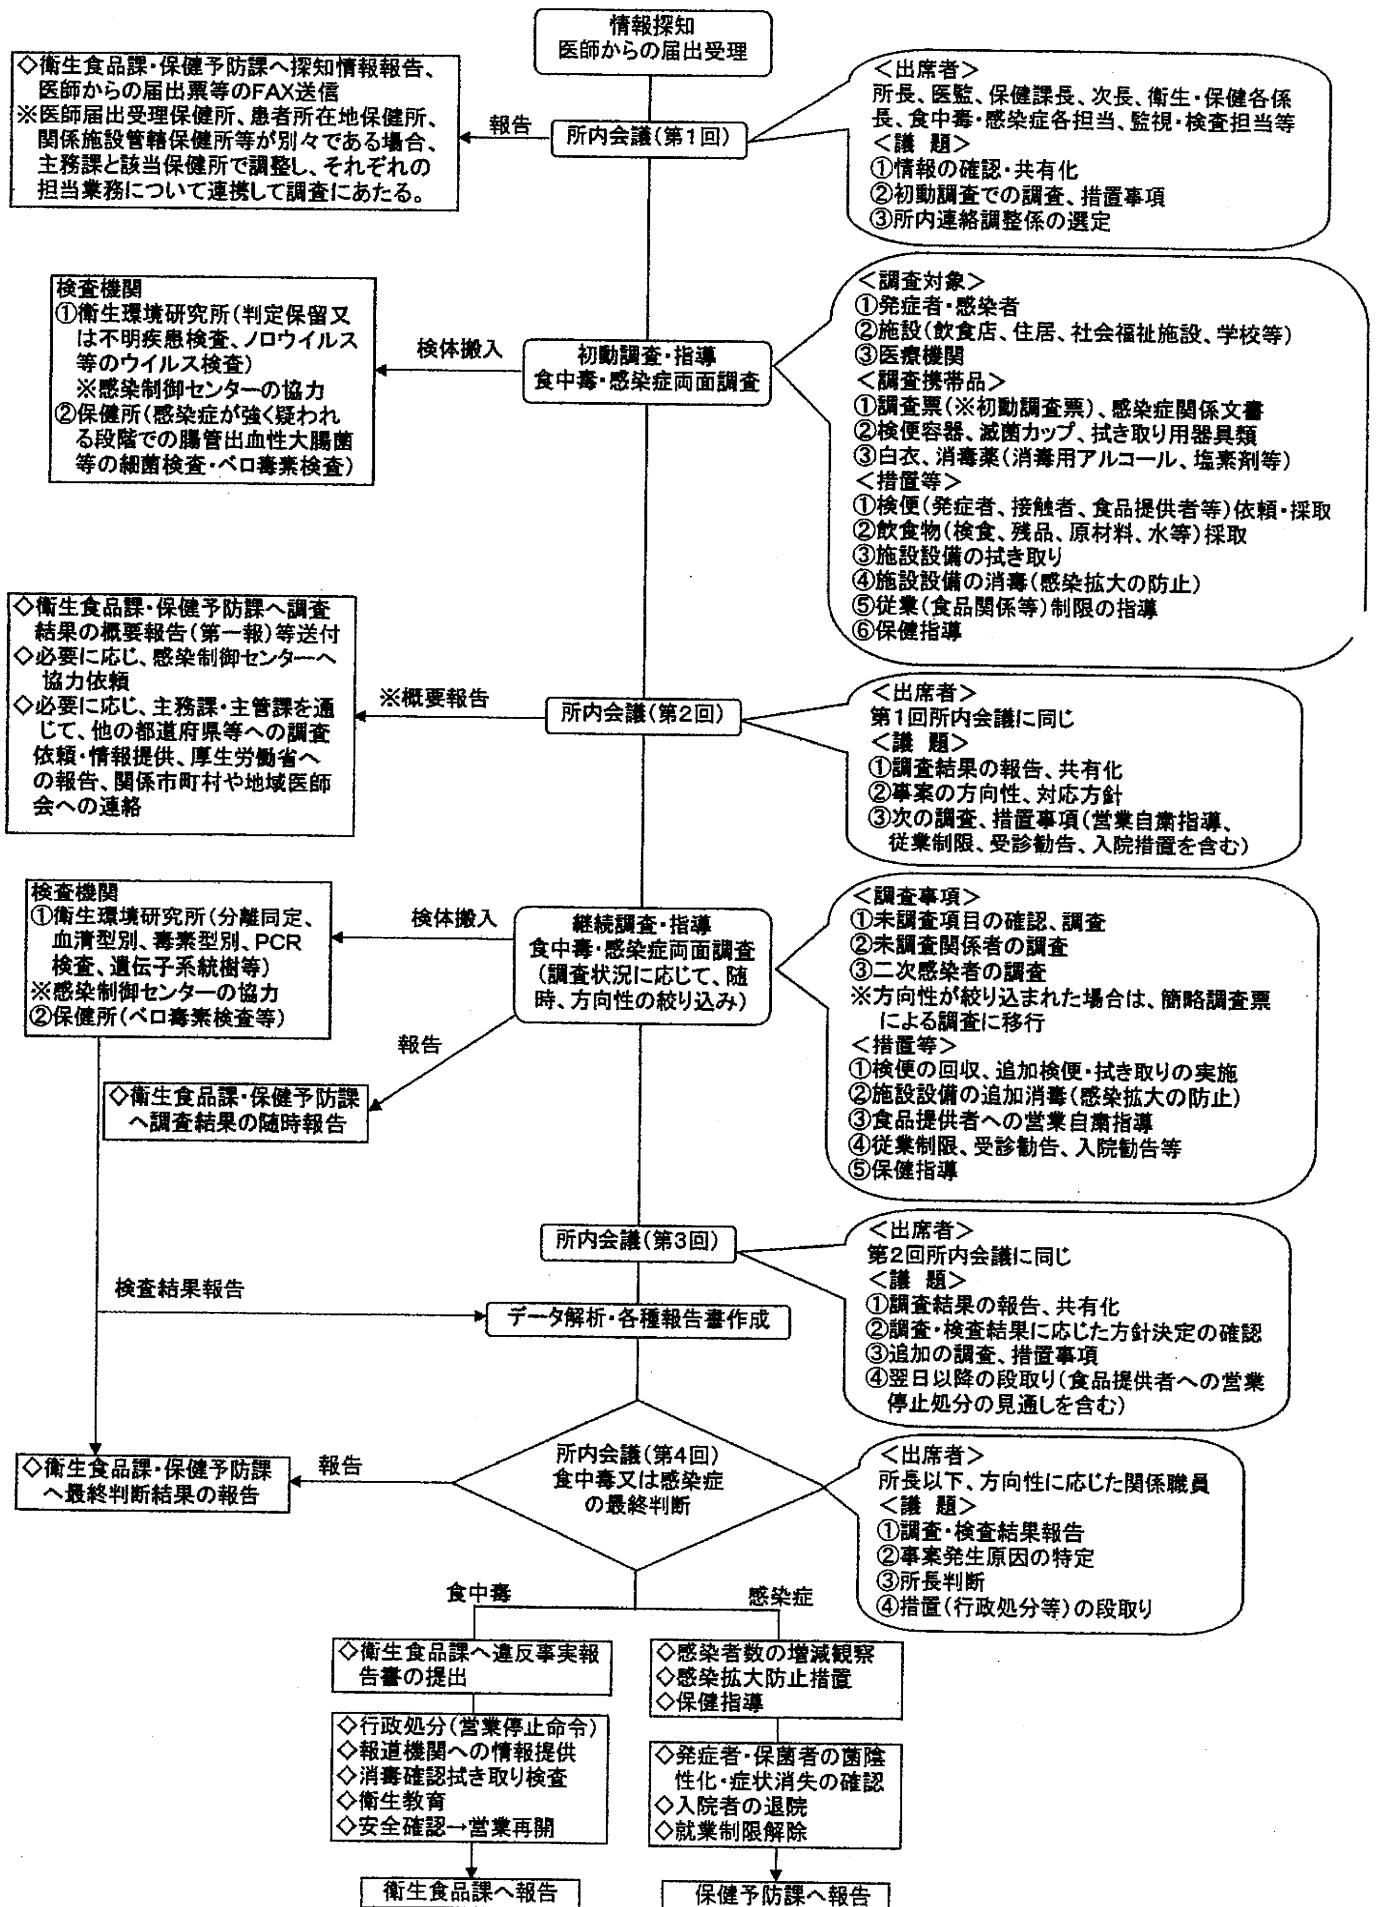 情報探知
医師からの届出受理
◇衛生食品課・保健予防課へ探知情報報告、
医師からの届出票等のFAX送信
※医師届出受理保健所、患者所在地保健所、
関係施設管轄保健所等が別々である場合、
主務課と該当保健所で調整し、それぞれの
担当業務について連携して調査にあたる。
報告
所内会議(第1回)
<出席者>
所長、医監、保健課長、次長、衛生・保健各係
長、食中毒・感染症各担当、監視・検査担当等
<議 題>
①情報の確認・共有化
②初動調査での調査、措置事項
③所内連絡調整係の選定
検査機関
①衛生環境研究所(判定保留又
は不明疾患検査、ノロウイルス
等のウイルス検査)
※感染制御センターの協力
②保健所(感染症が強く疑われ
る段階での腸管出血性大腸菌
等の細菌検査・ベロ毒素検査)
検体搬入
初動調査・指導
食中毒・感染症両面調査
<調査対象>
①発症者・感染者
②施設(飲食店、住居、社会福祉施設、学校等)
③医療機関
<調査携帯品>
①調査票(※初動調査票)、感染症関係文書
②検便容器、滅菌カップ、拭き取り用器具類
③白衣、消毒薬(消毒用アルコール、塩素剤等)
<措置等>
①検便(発症者、接触者、食品提供者等)依頼・採取
②飲食物(検食、残品、原材料、水等)採取
③施設設備の拭き取り
④施設設備の消毒(感染拡大の防止)
⑤従業(食品関係等)制限の指導
⑥保健指導
◇衛生食品課・保健予防課へ調査
結果の概要報告(第一報)等送付
◇必要に応じ、感染制御センターへ
協力依頼
◇必要に応じ、主務課・主管課を通
じて、他の都道府県等への調査
依頼・情報提供、厚生労働省へ
の報告、関係市町村や地域医師
会への連絡
※概要報告
所内会議(第2回)
<出席者>
第1回所内会議に同じ
<議 題>
①調査結果の報告、共有化
②事案の方向性、対応方針
③次の調査、措置事項(営業自粛指導、
従業制限、受診勧告、入院措置を含む)
検査機関
①衛生環境研究所(分離同定、
血清型別、毒素型別、PCR
検査、遺伝子系統樹等)
※感染制御センターの協力
②保健所(ベロ毒素検査等)
検体搬入
継続調査・指導
食中毒・感染症両面調査
(調査状況に応じて、随
時、方向性の絞り込み)
<調査事項>
①未調査項目の確認、調査
②未調査関係者の調査
③二次感染者の調査
※方向性が絞り込まれた場合は、簡略調査票
による調査に移行
<措置等>
①検便の回収、追加検便・拭き取りの実施
②施設設備の追加消毒(感染拡大の防止)
③食品提供者への営業自粛指導
④従業制限、受診勧告、入院勧告等
⑤保健指導
報告
◇衛生食品課・保健予防課
へ調査結果の随時報告
所内会議(第3回)
<出席者>
第2回所内会議に同じ
<議 題>
①調査結果の報告、共有化
②調査・検査結果に応じた方針決定の確認
③追加の調査、措置事項
④翌日以降の段取り(食品提供者への営業
停止処分の見通しを含む)
検査結果報告
データ解析・各種報告書作成
◇衛生食品課・保健予防課
へ最終判断結果の報告
報告
所内会議(第4回)
食中毒又は感染症
の最終判断
<出席者>
所長以下、方向性に応じた関係職員
<議 題>
①調査・検査結果報告
②事案発生原因の特定
③所長判断
④措置(行政処分等)の段取り
食中毒
感染症
◇衛生食品課へ違反事実報
告書の提出
◇感染者数の増減観察
◇感染拡大防止措置
◇保健指導
◇行政処分(営業停止命令)
◇報道機関への情報提供
◇消毒確認拭き取り検査
◇衛生教育
◇安全確認→営業再開
◇発症者・保菌者の菌陰
性化・症状消失の確認
◇入院者の退院
◇就業制限解除
衛生食品課へ報告
保健予防課へ報告